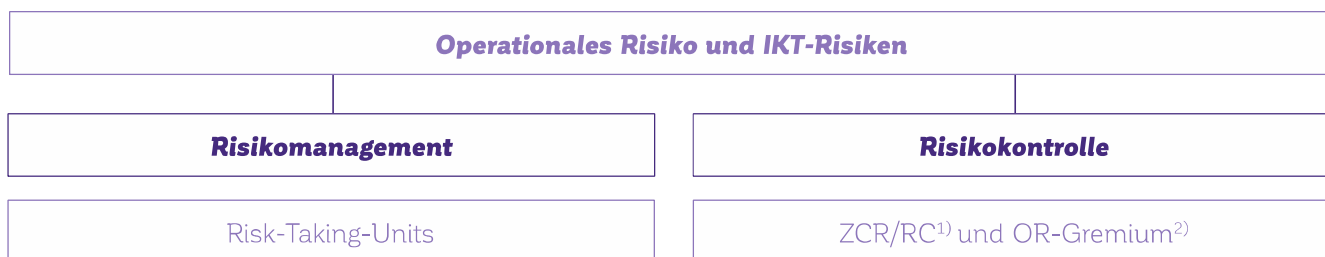 Operationales Risiko und IKT-Risiken
Risikomanagement
Risikokontrolle
Risk-Taking-Units
ZCR/RC¹⁾ und OR-Gremium²⁾